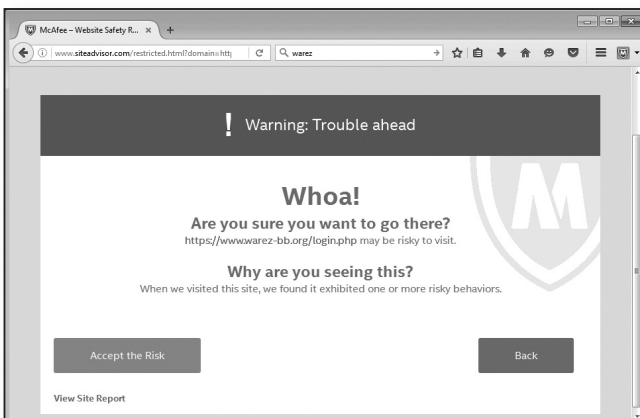 McAfee – Website Safety R...
www.siteadvisor.com/restricted.html?domain=http
warez
! Warning: Trouble ahead
Whoa!
Are you sure you want to go there?
https://www.warez-bb.org/login.php may be risky to visit.
Why are you seeing this?
When we visited this site, we found it exhibited one or more risky behaviors.
Accept the Risk
Back
View Site Report